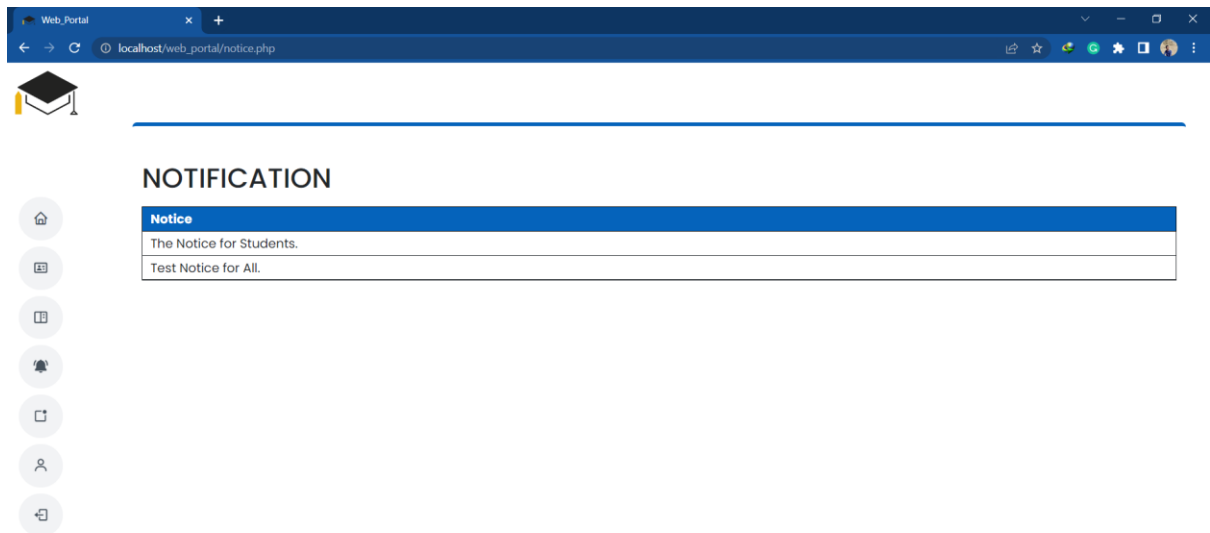 Web_Portal
localhost/web_portal/notice.php
NOTIFICATION
Notice
The Notice for Students.
Test Notice for All.